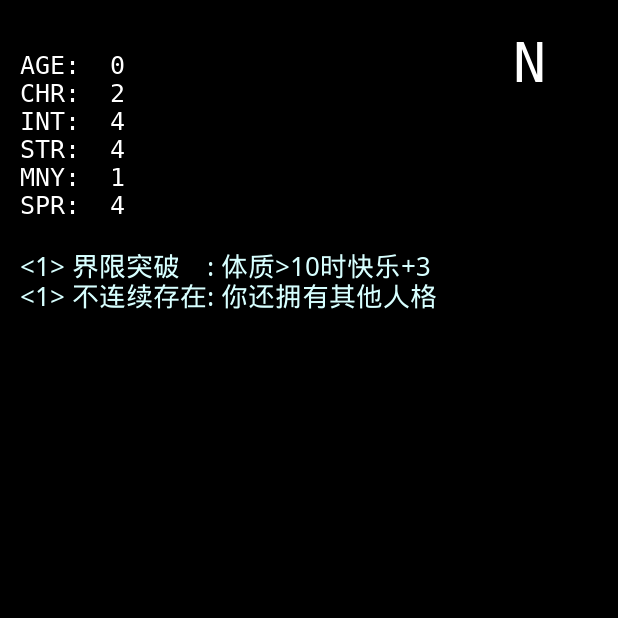 N
AGE: 0
CHR: 2
INT: 4
STR: 4
MNY: 1
SPR: 4
<1> 界限突破 : 体质>10时快乐+3
<1> 不连续存在: 你还拥有其他人格